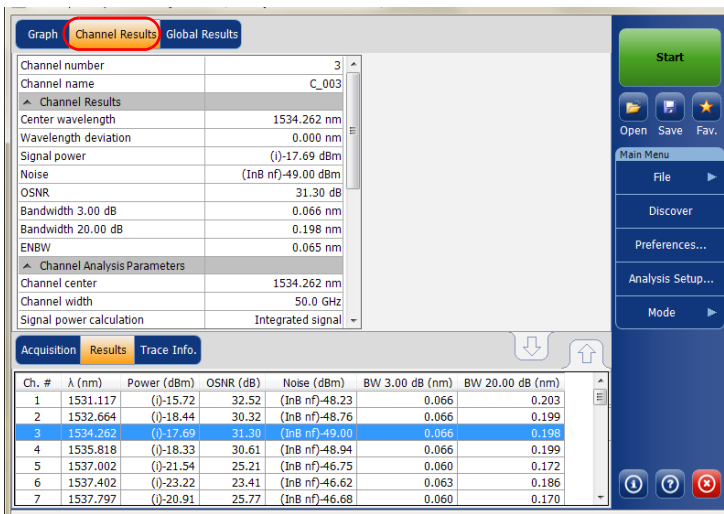 Graph Channel Results Global Results
Channel number 3
Channel name C_003
Channel Results
Center wavelength 1534.262 nm
Wavelength deviation 0.000 nm
Signal power (i)-17.69 dBm
Noise (InB nf)-49.00 dBm
OSNR 31.30 dB
Bandwidth 3.00 dB 0.066 nm
Bandwidth 20.00 dB 0.198 nm
ENBW 0.065 nm
Channel Analysis Parameters
Channel center 1534.262 nm
Channel width 50.0 GHz
Signal power calculation Integrated signal
Acquisition Results Trace Info.
Ch. # λ (nm) Power (dBm) OSNR (dB) Noise (dBm) BW 3.00 dB (nm) BW 20.00 dB (nm)
1 1531.117 (i)-15.72 32.52 (InB nf)-48.23 0.066 0.203
2 1532.664 (i)-18.44 30.32 (InB nf)-48.76 0.066 0.199
3 1534.262 (i)-17.69 31.30 (InB nf)-49.00 0.066 0.198
4 1535.818 (i)-18.33 30.61 (InB nf)-48.94 0.066 0.199
5 1537.002 (i)-21.54 25.21 (InB nf)-46.75 0.060 0.172
6 1537.402 (i)-23.22 23.41 (InB nf)-46.62 0.063 0.186
7 1537.797 (i)-20.91 25.77 (InB nf)-46.68 0.060 0.170
Start
Open Save Fav.
Main Menu
File
Discover
Preferences...
Analysis Setup...
Mode